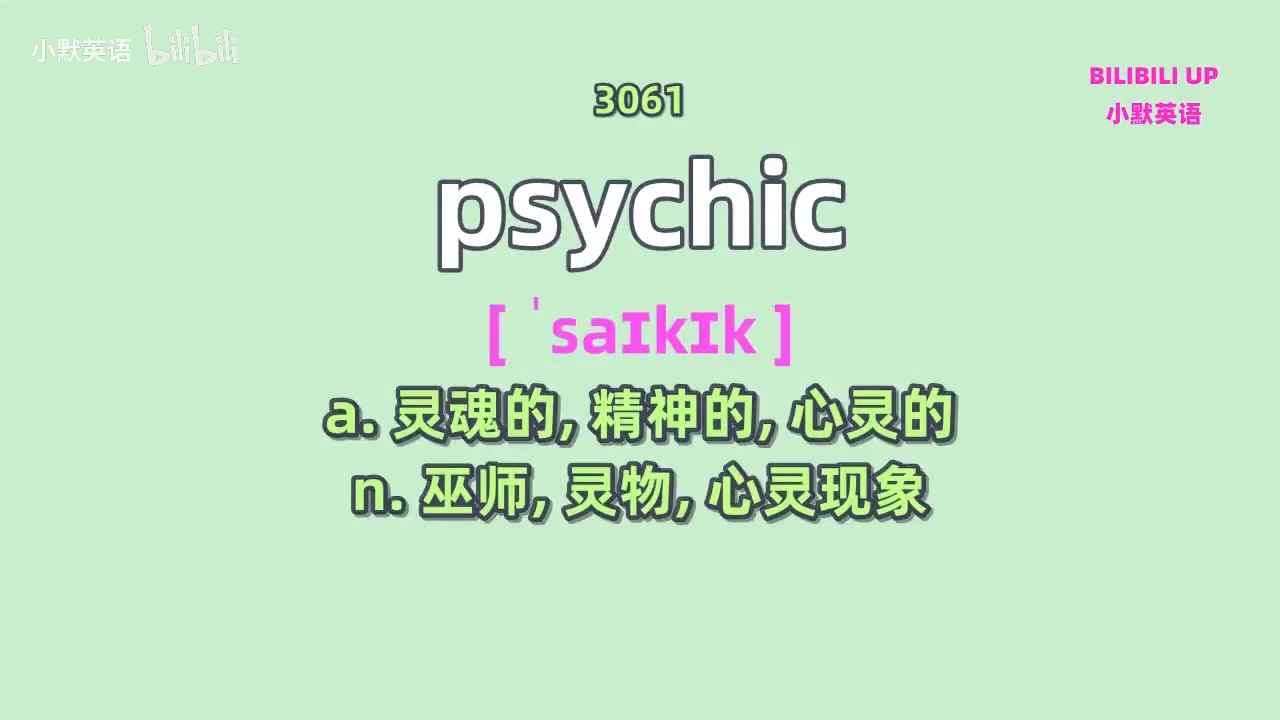 小默英语 bilibili
BILIBILI UP
小默英语
3061
psychic
[ ˈsaɪkɪk ]
a. 灵魂的, 精神的, 心灵的
n. 巫师, 灵物, 心灵现象